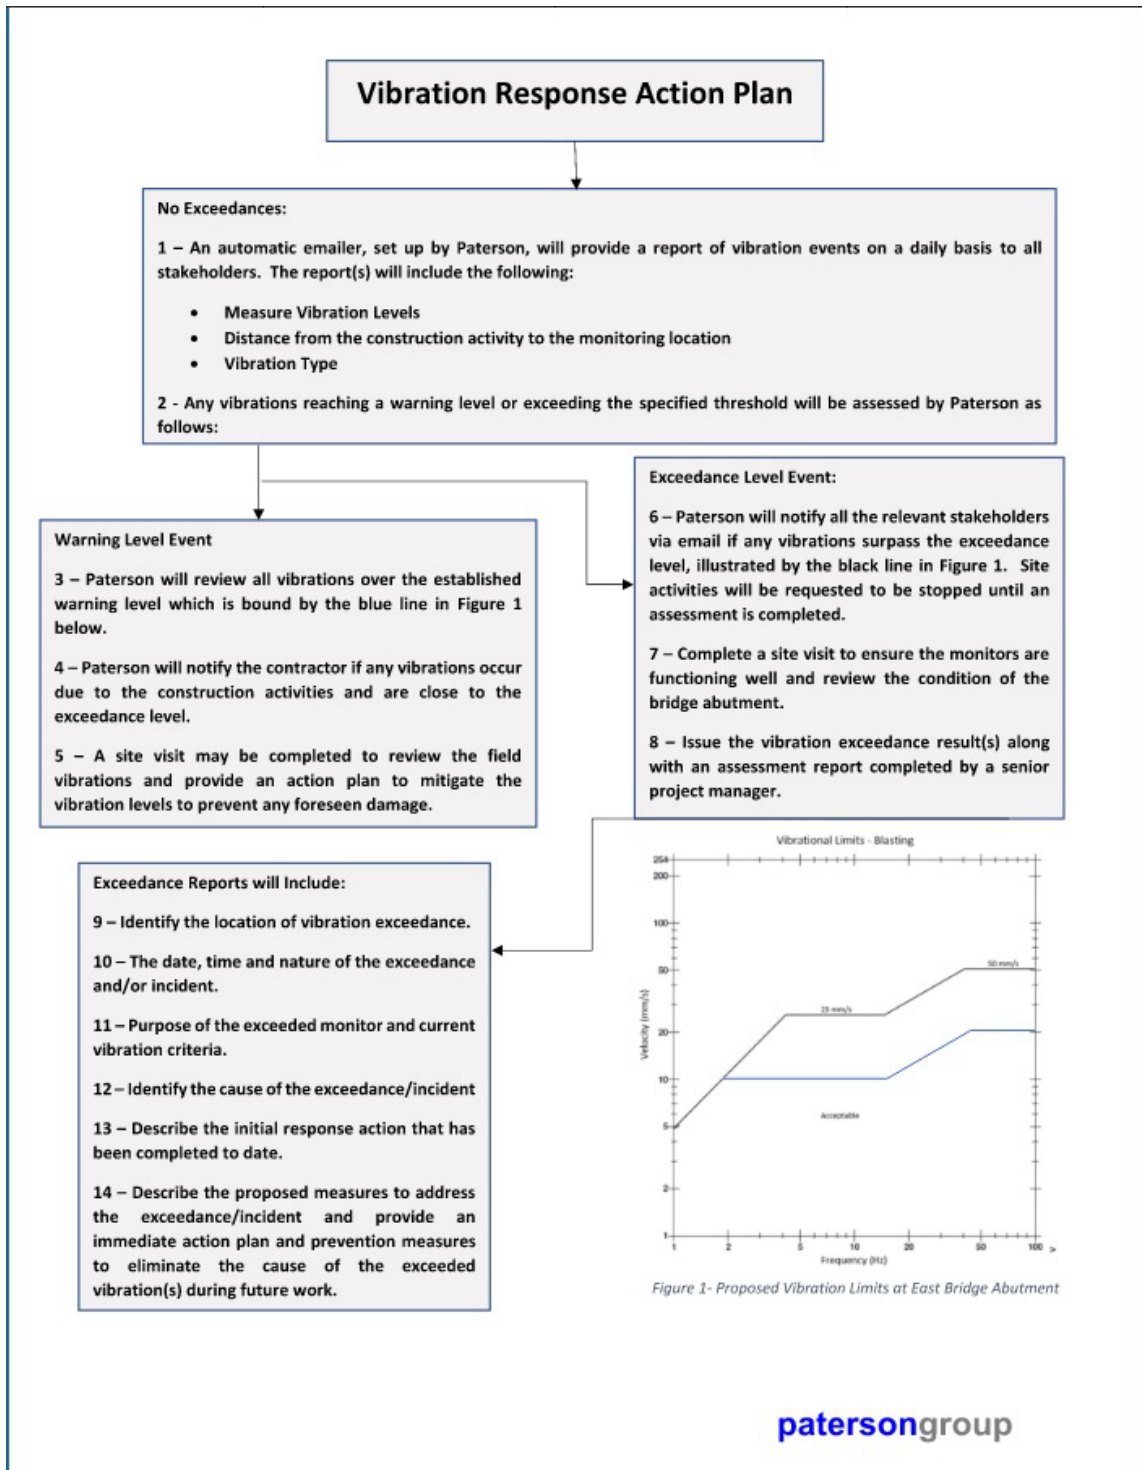 Vibration Response Action Plan
No Exceedances:
1 – An automatic emailer, set up by Paterson, will provide a report of vibration events on a daily basis to all
stakeholders. The report(s) will include the following:
• Measure Vibration Levels
• Distance from the construction activity to the monitoring location
• Vibration Type
2 - Any vibrations reaching a warning level or exceeding the specified threshold will be assessed by Paterson as
follows:
Warning Level Event
3 – Paterson will review all vibrations over the established
warning level which is bound by the blue line in Figure 1
below.
4 – Paterson will notify the contractor if any vibrations occur
due to the construction activities and are close to the
exceedance level.
5 – A site visit may be completed to review the field
vibrations and provide an action plan to mitigate the
vibration levels to prevent any foreseen damage.
Exceedance Level Event:
6 – Paterson will notify all the relevant stakeholders
via email if any vibrations surpass the exceedance
level, illustrated by the black line in Figure 1. Site
activities will be requested to be stopped until an
assessment is completed.
7 – Complete a site visit to ensure the monitors are
functioning well and review the condition of the
bridge abutment.
8 – Issue the vibration exceedance result(s) along
with an assessment report completed by a senior
project manager.
Exceedance Reports will Include:
9 – Identify the location of vibration exceedance.
10 – The date, time and nature of the exceedance
and/or incident.
11 – Purpose of the exceeded monitor and current
vibration criteria.
12 – Identify the cause of the exceedance/incident
13 – Describe the initial response action that has
been completed to date.
14 – Describe the proposed measures to address
the exceedance/incident and provide an
immediate action plan and prevention measures
to eliminate the cause of the exceeded
vibration(s) during future work.
Vibrational Limits - Blasting
254
200
100
50
20
10
5
2
1
Velocity (mm/s)
50 mm/s
25 mm/s
Acceptable
1 2 5 10 20 50 100 >
Frequency (Hz)
Figure 1- Proposed Vibration Limits at East Bridge Abutment
patersongroup